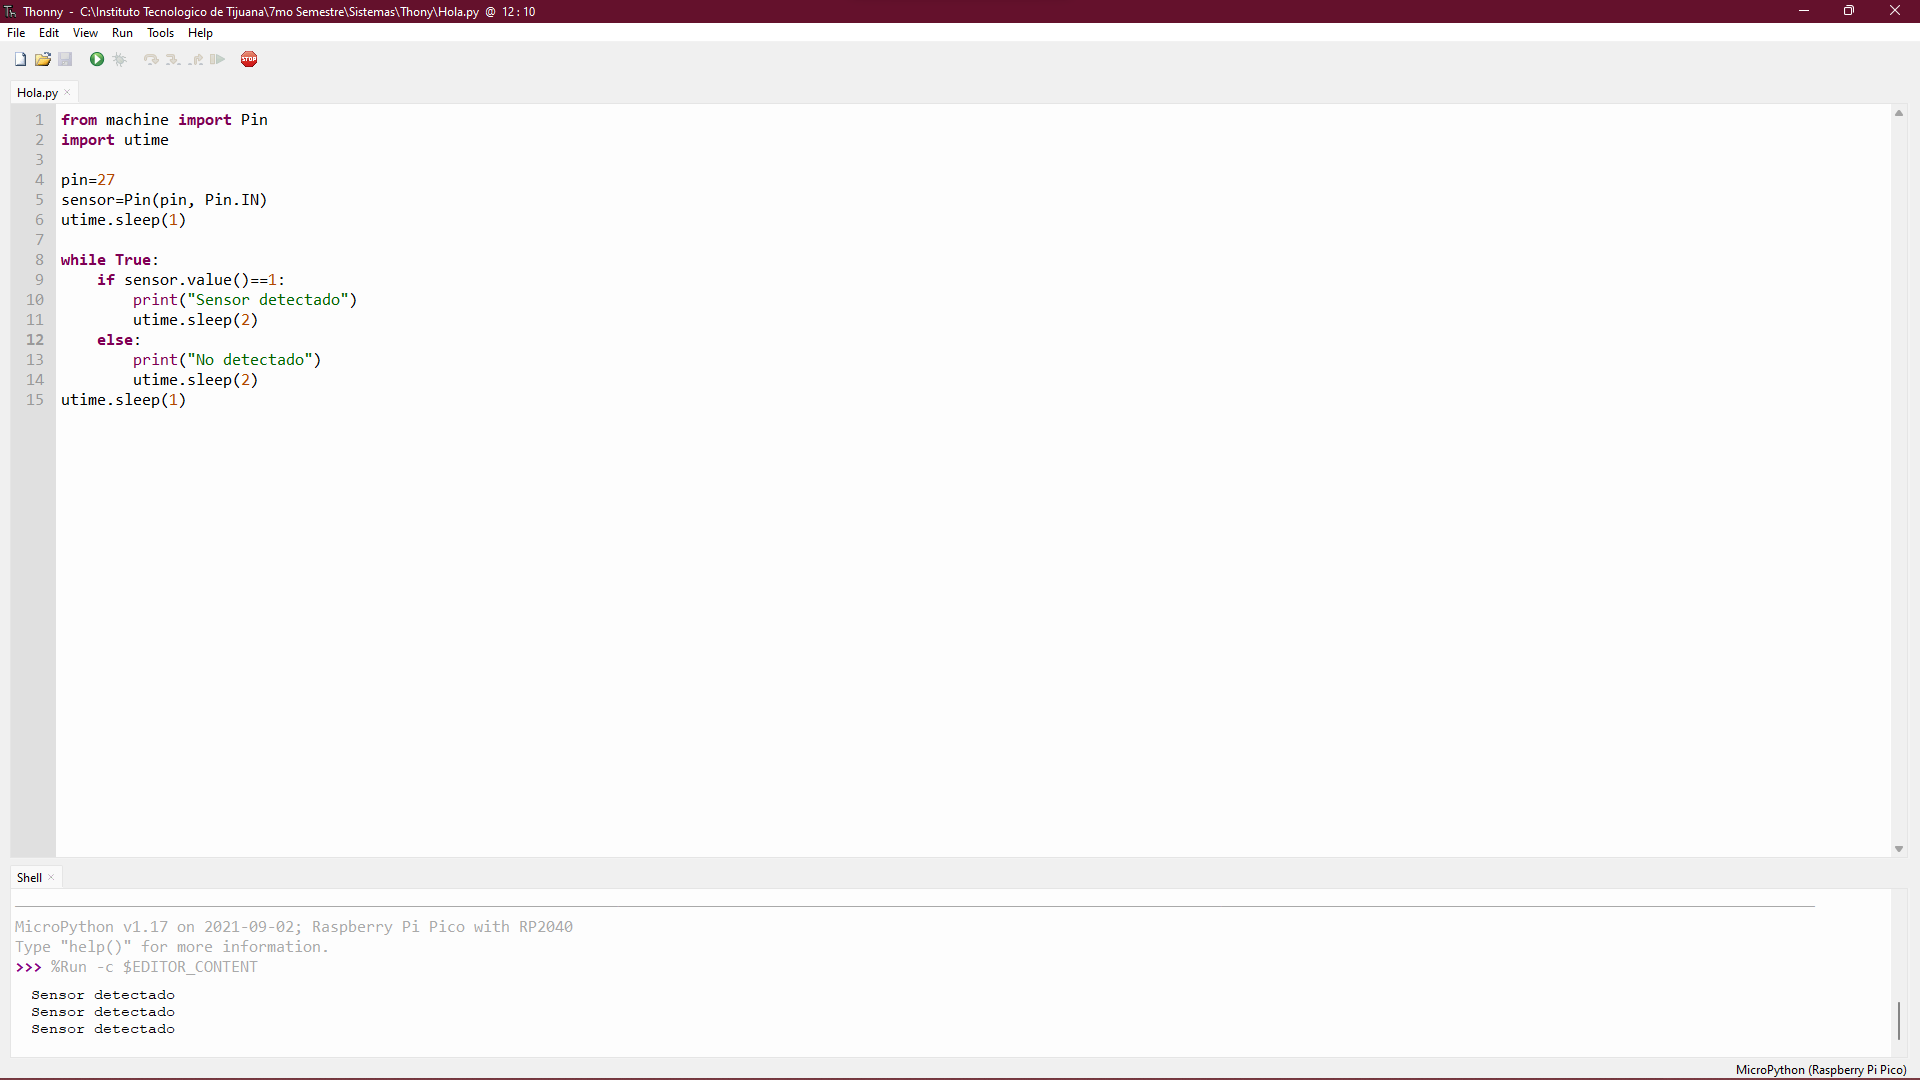 Thonny - C:\Instituto Tecnologico de Tijuana\7mo Semestre\Sistemas\Thony\Hola.py @ 12 : 10
File Edit View Run Tools Help
STOP
Hola.py
1 from machine import Pin
2 import utime
3
4 pin=27
5 sensor=Pin(pin, Pin.IN)
6 utime.sleep(1)
7
8 while True:
9     if sensor.value()==1:
10         print("Sensor detectado")
11         utime.sleep(2)
12     else:
13         print("No detectado")
14         utime.sleep(2)
15 utime.sleep(1)
Shell
MicroPython v1.17 on 2021-09-02; Raspberry Pi Pico with RP2040
Type "help()" for more information.
>>> %Run -c $EDITOR_CONTENT
Sensor detectado
Sensor detectado
Sensor detectado
MicroPython (Raspberry Pi Pico)